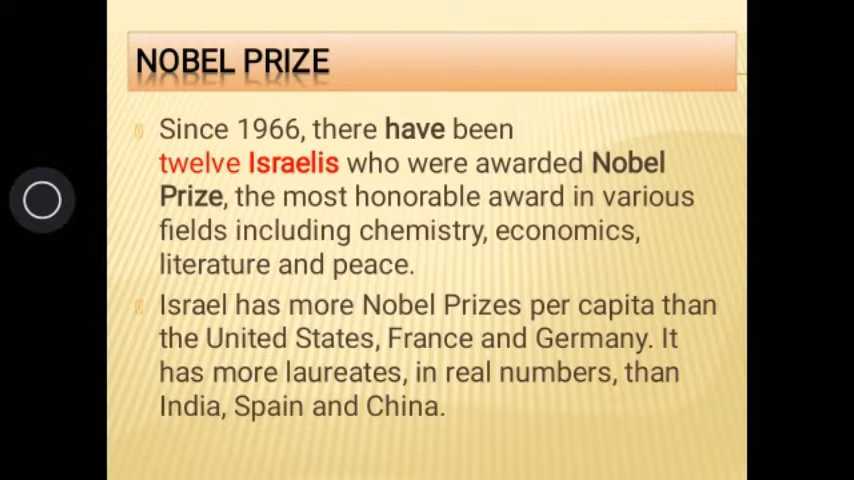 NOBEL PRIZE
Since 1966, there have been
twelve Israelis who were awarded Nobel
Prize, the most honorable award in various
fields including chemistry, economics,
literature and peace.
Israel has more Nobel Prizes per capita than
the United States, France and Germany. It
has more laureates, in real numbers, than
India, Spain and China.